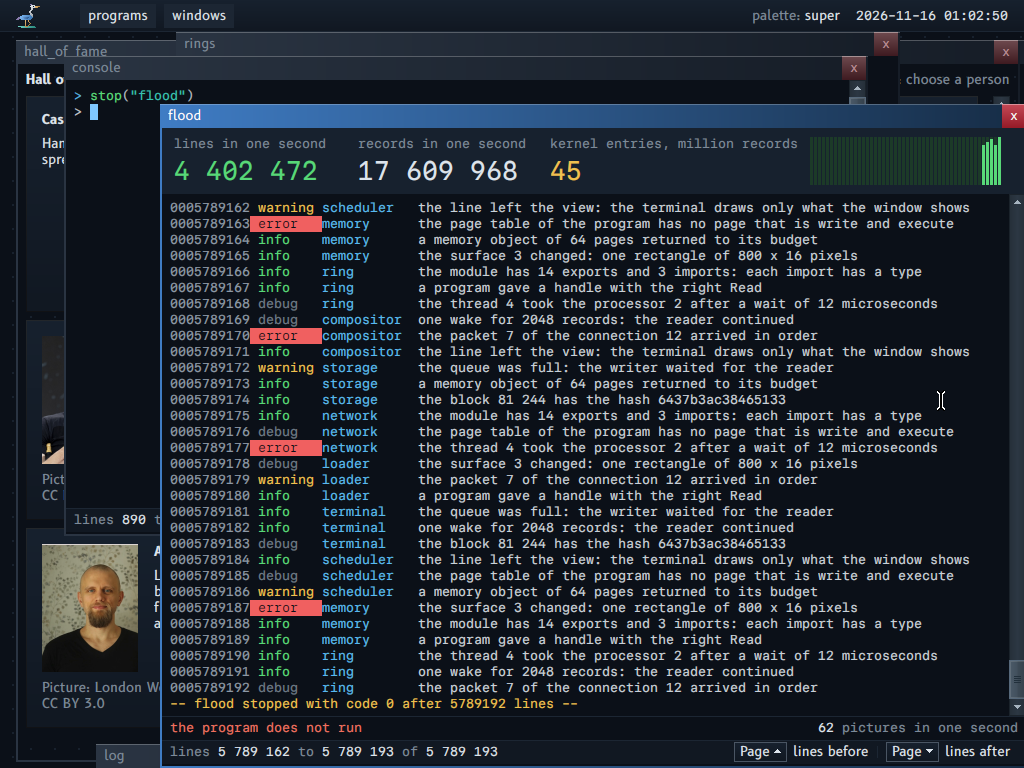 programs windows palette: super 2026-11-16 01:02:50
hall_of_fame
rings x
x
console x
Hall o
choose a person
> stop("flood")
>
Cas
Han
spre
Pict
CC
lines 890 t
A
L
b
f
a
Picture: London W
CC BY 3.0
log
flood x
lines in one second records in one second kernel entries, million records
4 402 472 17 609 968 45
0005789162 warning scheduler the line left the view: the terminal draws only what the window shows
0005789163 error memory the page table of the program has no page that is write and execute
0005789164 info memory a memory object of 64 pages returned to its budget
0005789165 info memory the surface 3 changed: one rectangle of 800 x 16 pixels
0005789166 info ring the module has 14 exports and 3 imports: each import has a type
0005789167 info ring a program gave a handle with the right Read
0005789168 debug ring the thread 4 took the processor 2 after a wait of 12 microseconds
0005789169 debug compositor one wake for 2048 records: the reader continued
0005789170 error compositor the packet 7 of the connection 12 arrived in order
0005789171 info compositor the line left the view: the terminal draws only what the window shows
0005789172 warning storage the queue was full: the writer waited for the reader
0005789173 info storage a memory object of 64 pages returned to its budget
0005789174 info storage the block 81 244 has the hash 6437b3ac38465133
0005789175 info network the module has 14 exports and 3 imports: each import has a type
0005789176 debug network the page table of the program has no page that is write and execute
0005789177 error network the thread 4 took the processor 2 after a wait of 12 microseconds
0005789178 debug loader the surface 3 changed: one rectangle of 800 x 16 pixels
0005789179 warning loader the packet 7 of the connection 12 arrived in order
0005789180 info loader a program gave a handle with the right Read
0005789181 info terminal the queue was full: the writer waited for the reader
0005789182 info terminal one wake for 2048 records: the reader continued
0005789183 debug terminal the block 81 244 has the hash 6437b3ac38465133
0005789184 info scheduler the line left the view: the terminal draws only what the window shows
0005789185 debug scheduler the page table of the program has no page that is write and execute
0005789186 warning scheduler a memory object of 64 pages returned to its budget
0005789187 error memory the surface 3 changed: one rectangle of 800 x 16 pixels
0005789188 info memory the module has 14 exports and 3 imports: each import has a type
0005789189 info memory a program gave a handle with the right Read
0005789190 info ring the thread 4 took the processor 2 after a wait of 12 microseconds
0005789191 info ring one wake for 2048 records: the reader continued
0005789192 debug ring the packet 7 of the connection 12 arrived in order
-- flood stopped with code 0 after 5789192 lines --
the program does not run 62 pictures in one second
lines 5 789 162 to 5 789 193 of 5 789 193 Page lines before Page lines after